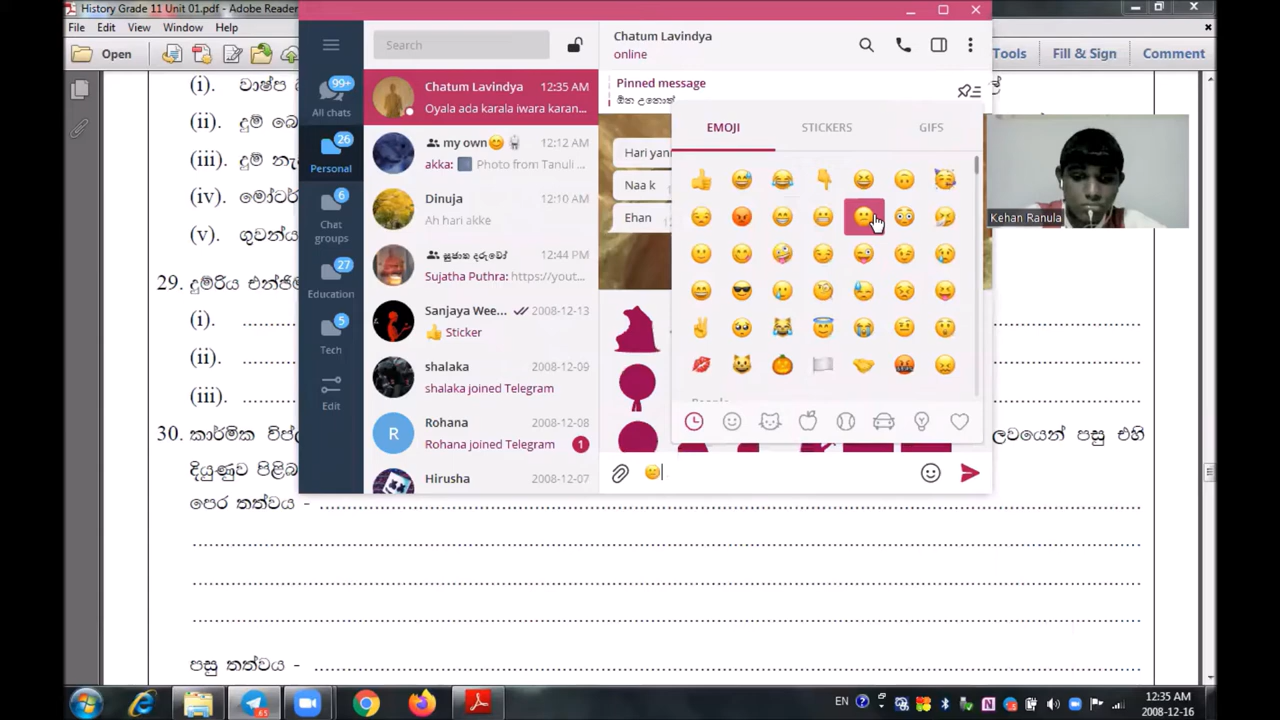 History Grade 11 Unit 01.pdf - Adobe Reader
File Edit View Window Help
Open
Tools Fill & Sign Comment
(i). වාෂ්ප
(ii). දුම්
(iii). දුම්
(iv).
(v).
29. දුම්රිය
(i).
(ii).
(iii).
30. කාර්මික
පසු එහි
දියුණුව
පෙර තත්වය -
පසු තත්වය -
All chats
99+
Personal
26
Chat groups
6
Education
27
Tech
5
Edit
Search
Chatum Lavindya 12:35 AM
Oyala ada karala iwara karan...
my own 12:12 AM
akka: Photo from Tanuli ...
Dinuja 12:10 AM
Ah hari akke
සුජාත දරුවෝ 12:44 PM
Sujatha Puthra: https://yout...
Sanjaya Wee... 2008-12-13
Sticker
shalaka 2008-12-09
shalaka joined Telegram
R
Rohana 2008-12-08
Rohana joined Telegram 1
Hirusha 2008-12-07
Chatum Lavindya
online
Pinned message
Naa k
Ehan
EMOJI STICKERS GIFS
Kehan Ranula
EN
12:35 AM
2008-12-16